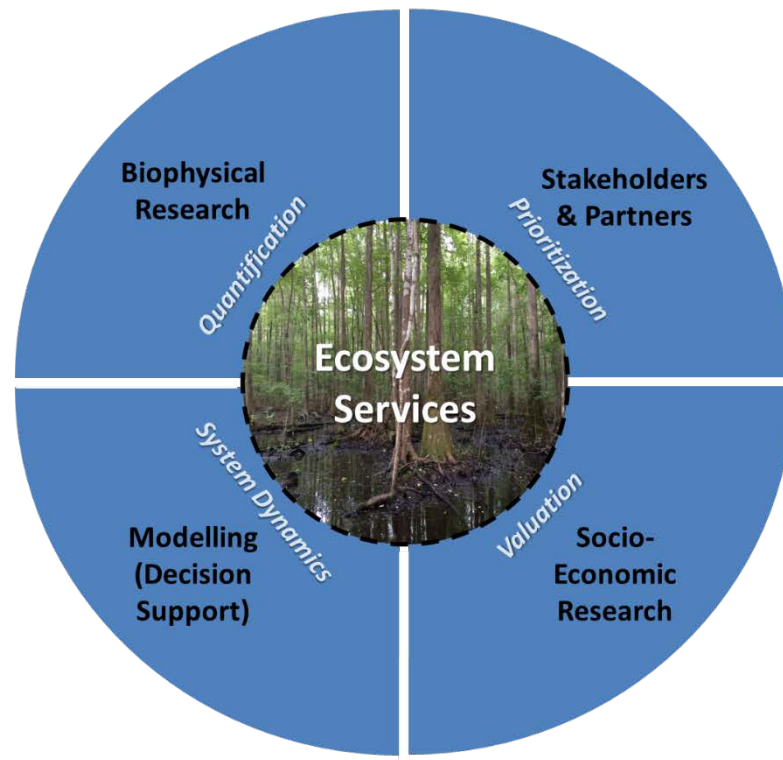 Biophysical
Research
Quantification
Stakeholders
& Partners
Prioritization
Ecosystem
Services
System Dynamics
Modelling
(Decision
Support)
Valuation
Socio-
Economic
Research